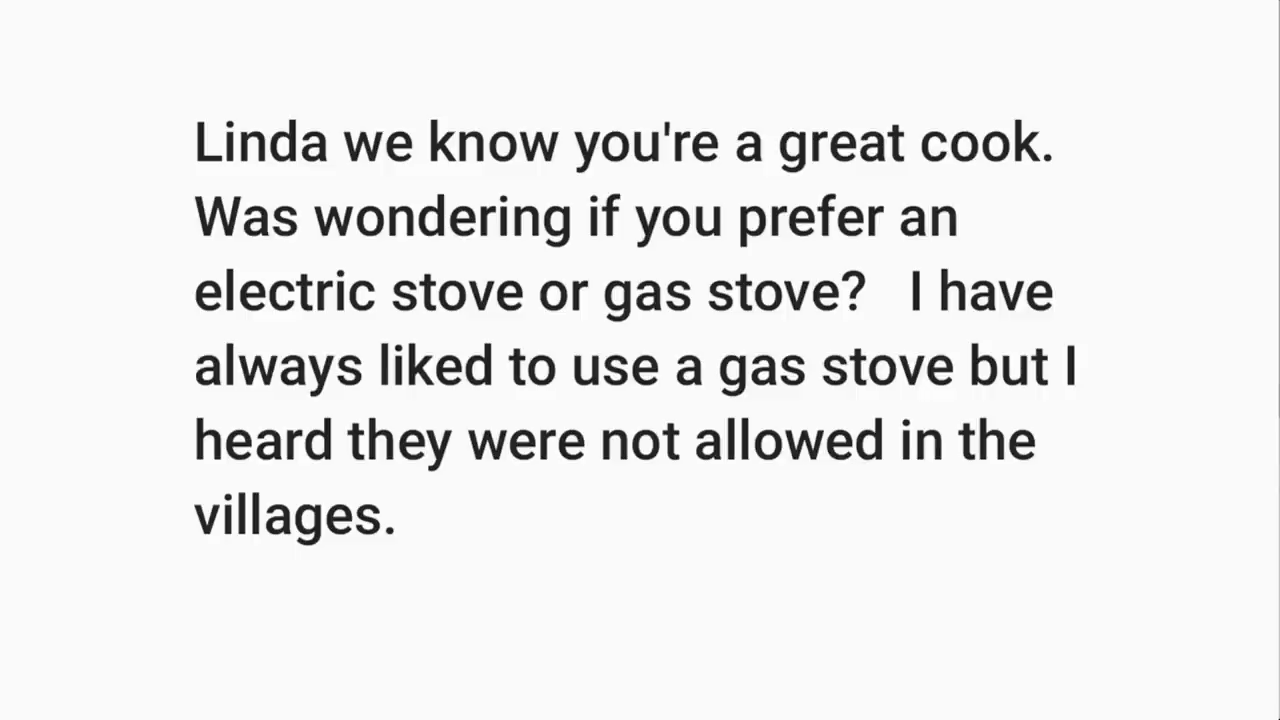 Linda we know you're a great cook.
Was wondering if you prefer an
electric stove or gas stove?   I have
always liked to use a gas stove but I
heard they were not allowed in the
villages.